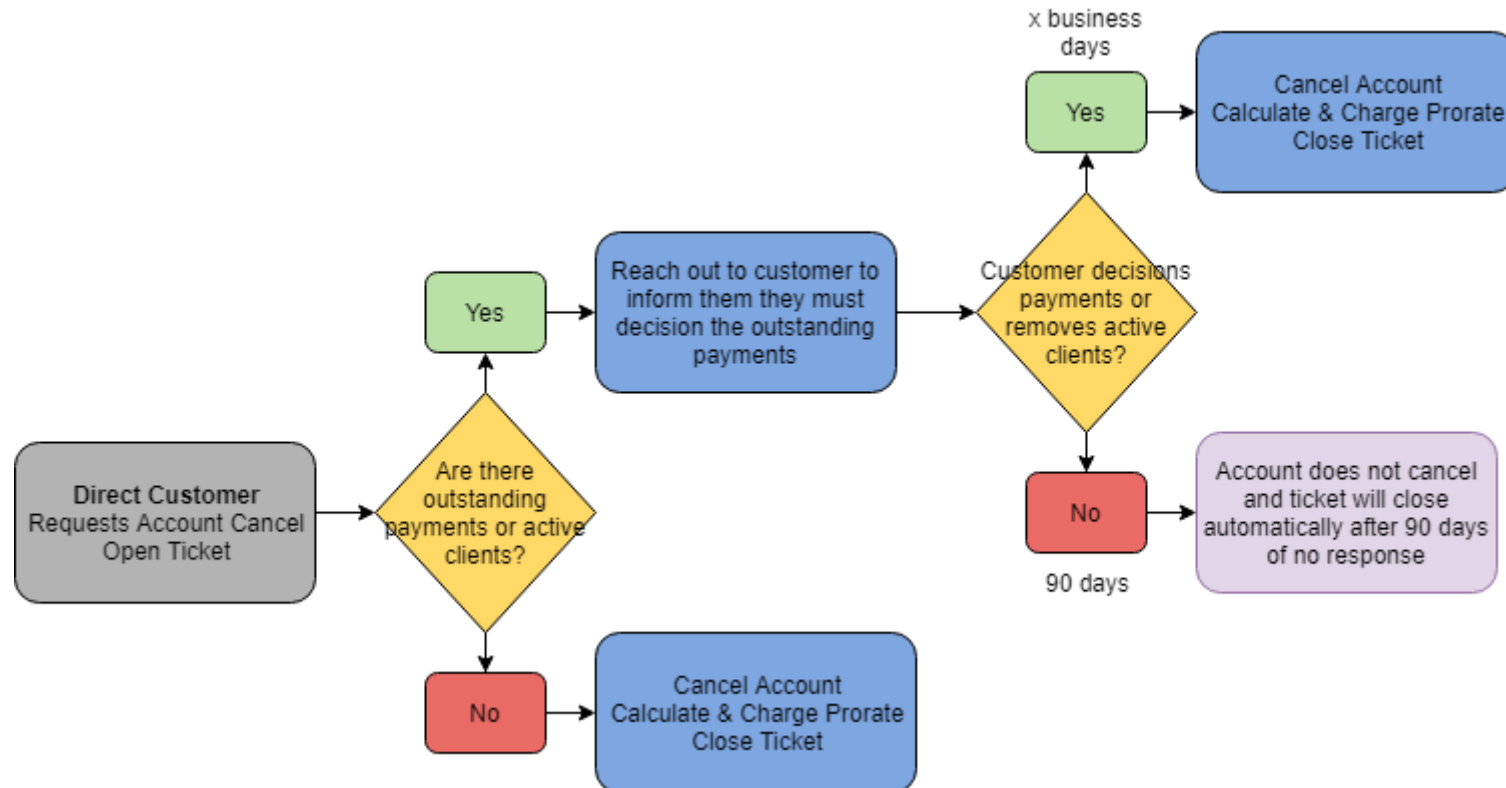 x business
days
Yes
Cancel Account
Calculate & Charge Prorate
Close Ticket
Yes
Reach out to customer to
inform them they must
decision the outstanding
payments
Customer decisions
payments or
removes active
clients?
Direct Customer
Requests Account Cancel
Open Ticket
Are there
outstanding
payments or active
clients?
No
90 days
Account does not cancel
and ticket will close
automatically after 90 days
of no response
No
Cancel Account
Calculate & Charge Prorate
Close Ticket